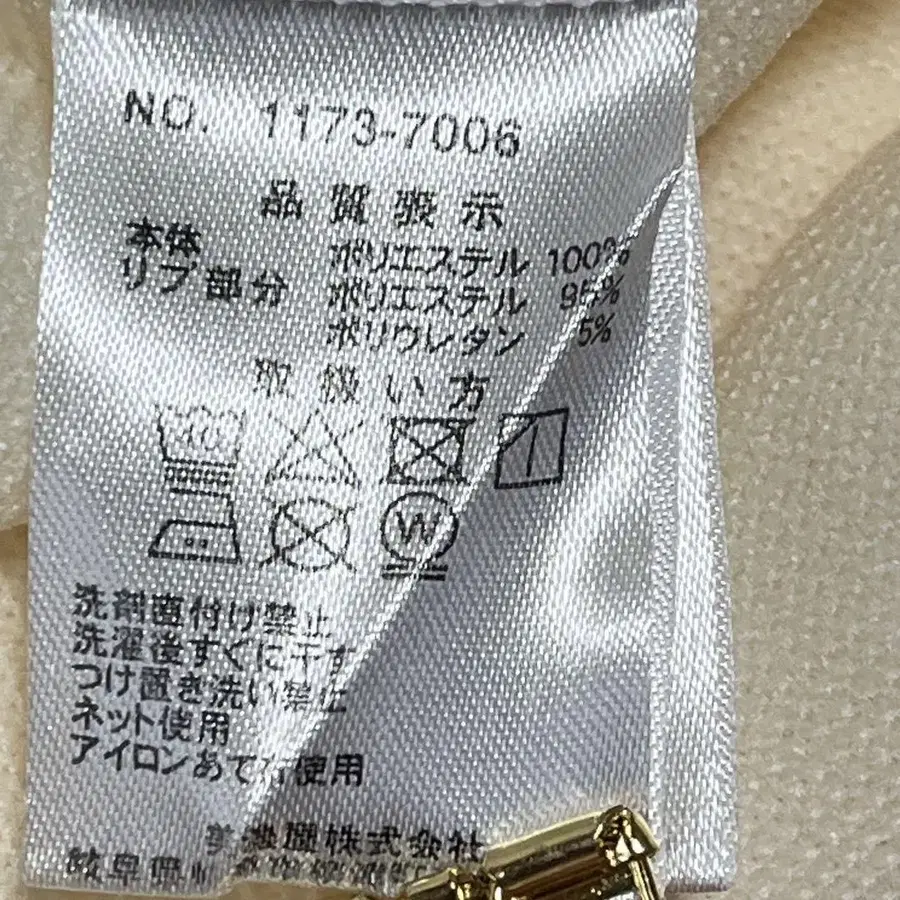 NO. 1173-7006
品質表示
本体 ポリエステル 100%
リブ部分 ポリエステル 95%
ポリウレタン 5%
取扱い方
40
W
洗剤直付け禁止
洗濯後すぐに干す
つけ置き洗い禁止
ネット使用
アイロンあて布使用
美濃屋株式会社
岐阜県